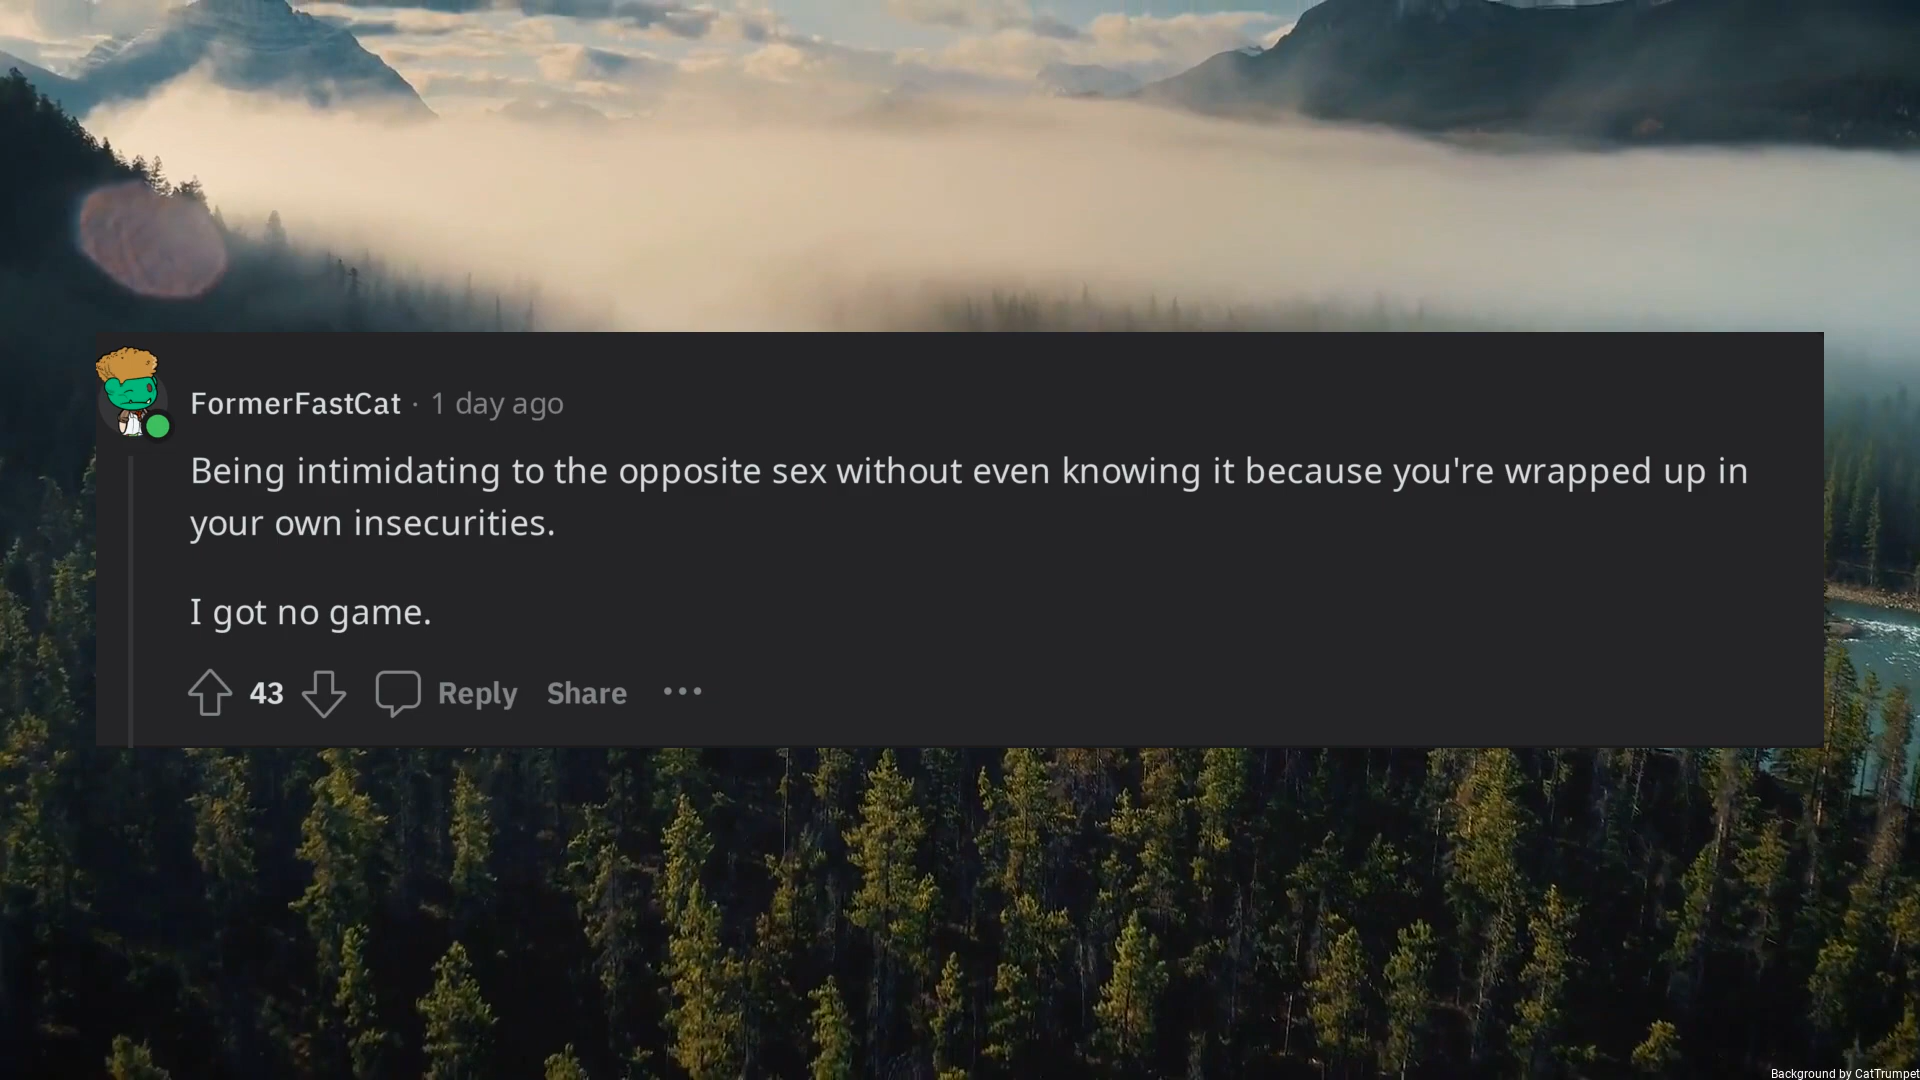 FormerFastCat · 1 day ago
Being intimidating to the opposite sex without even knowing it because you're wrapped up in
your own insecurities.
I got no game.
43 Reply Share ···
Background by CatTrumpet